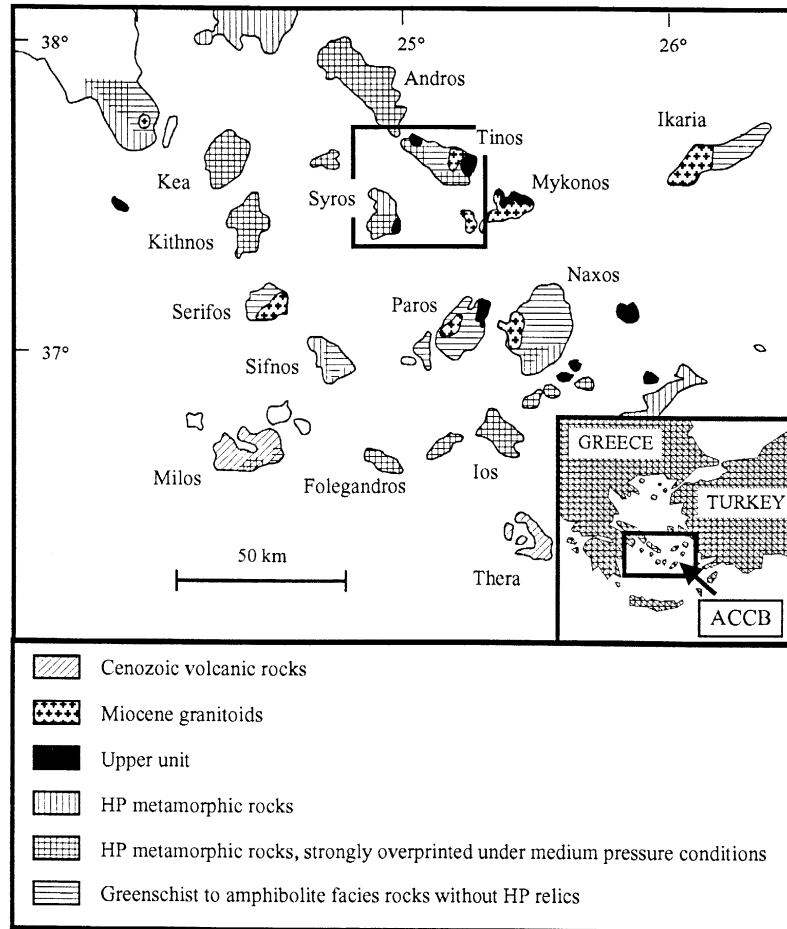 38°
25°
26°
Andros
Tinos
Ikaria
Kea
Syros
Mykonos
Kithnos
Naxos
Serifos
Paros
37°
Sifnos
Milos
Folegandros
Ios
GREECE
TURKEY
50 km
Thera
ACCB
Cenozoic volcanic rocks
Miocene granitoids
Upper unit
HP metamorphic rocks
HP metamorphic rocks, strongly overprinted under medium pressure conditions
Greenschist to amphibolite facies rocks without HP relics